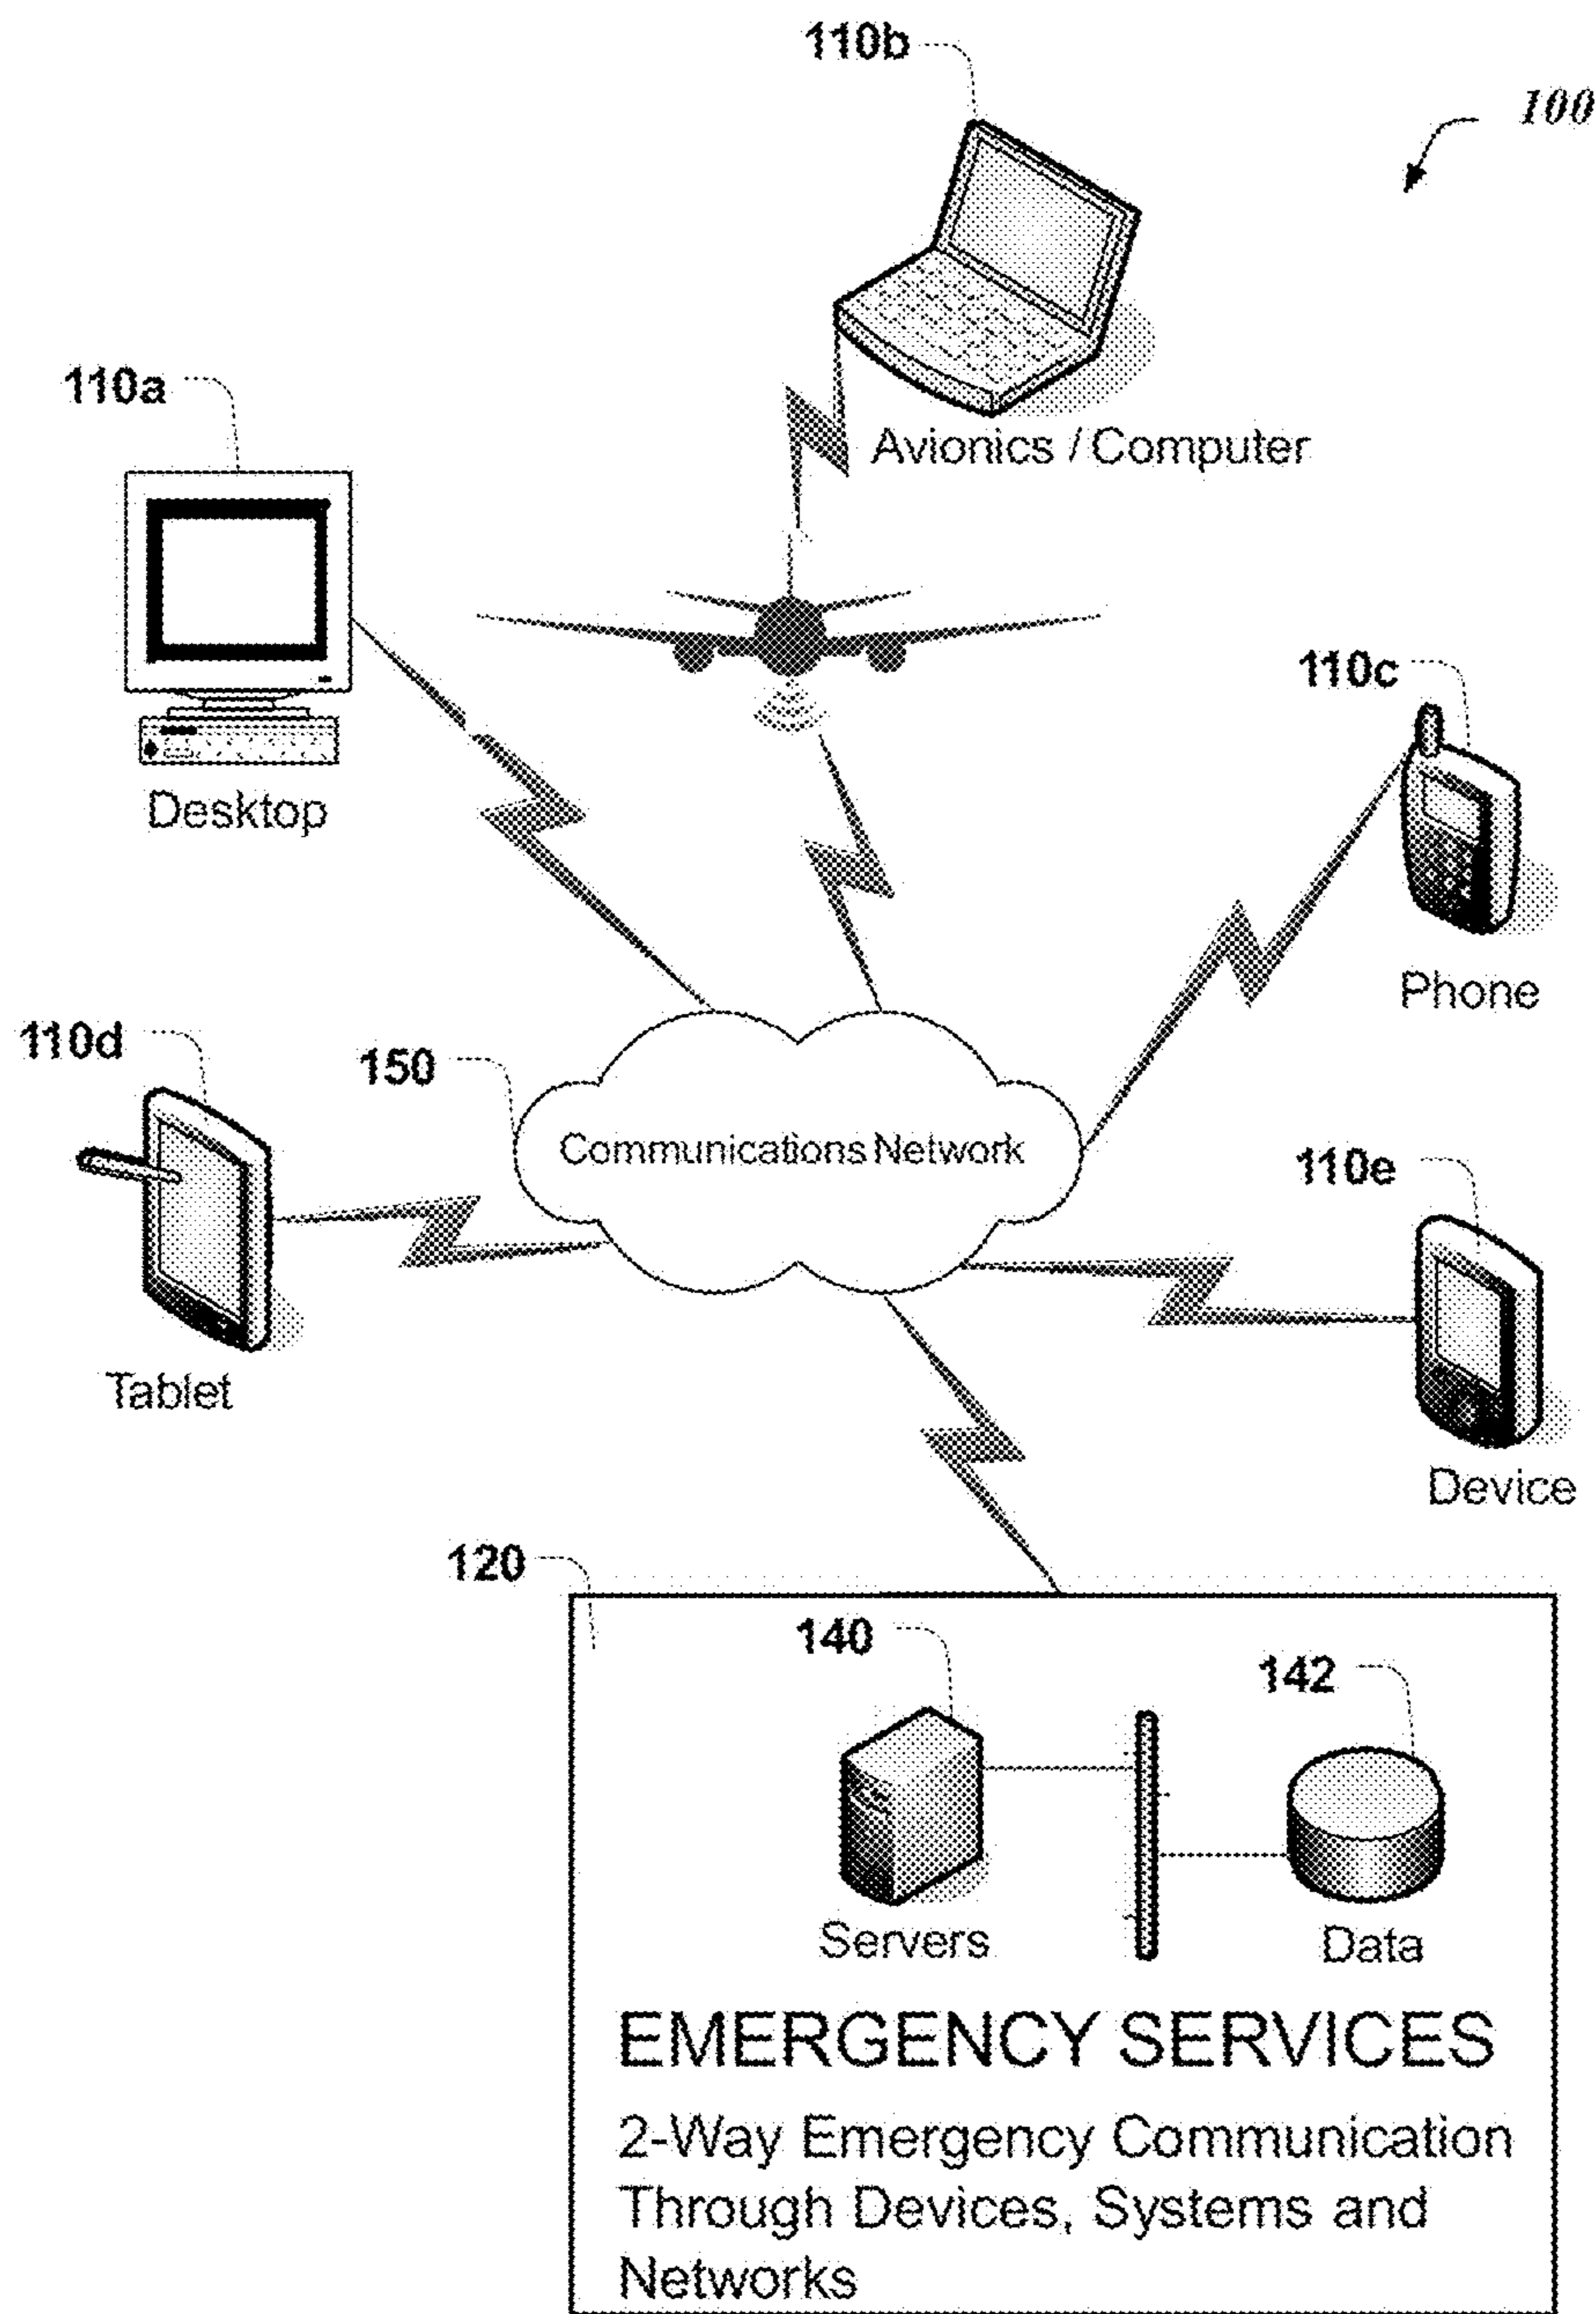 110b
100
Avionics / Computer
110a
Desktop
110c
Phone
110d
150
Communications Network
110e
Tablet
Device
120
140
142
Servers
Data
EMERGENCY SERVICES
2-Way Emergency Communication
Through Devices, Systems and
Networks